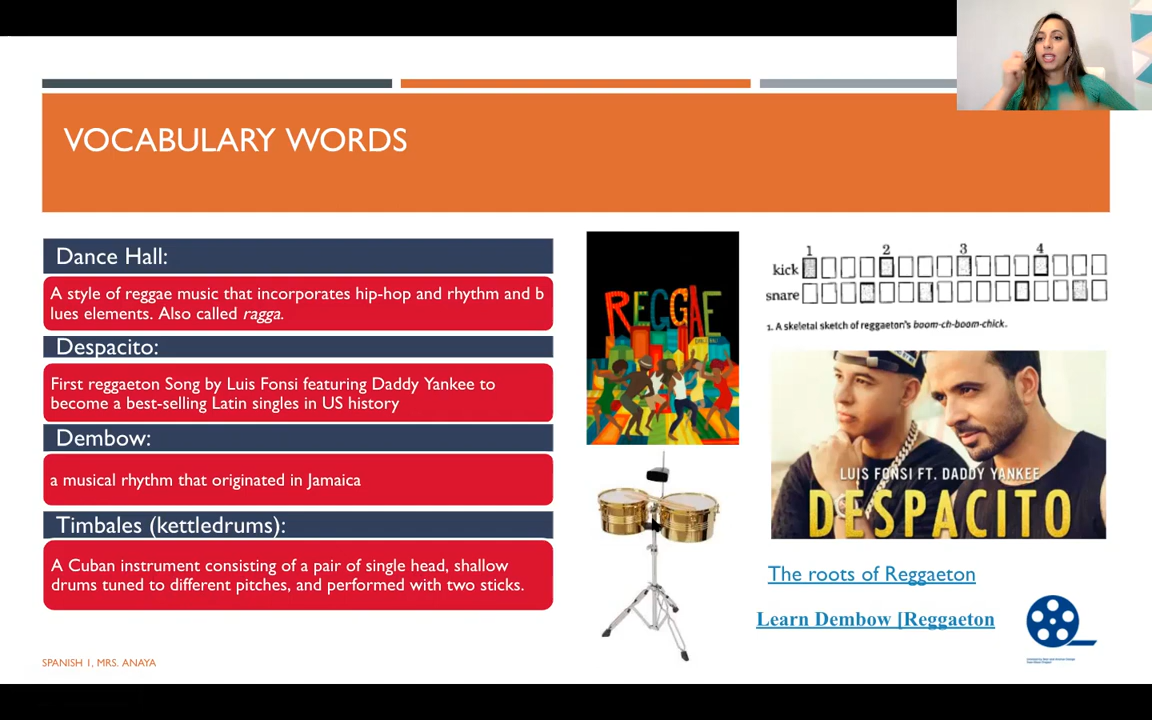 VOCABULARY WORDS
Dance Hall:
A style of reggae music that incorporates hip-hop and rhythm and b
lues elements. Also called ragga.
Despacito:
First reggaeton Song by Luis Fonsi featuring Daddy Yankee to
become a best-selling Latin singles in US history
Dembow:
a musical rhythm that originated in Jamaica
Timbales (kettledrums):
A Cuban instrument consisting of a pair of single head, shallow
drums tuned to different pitches, and performed with two sticks.
REGGAE
1 2 3 4
kick
snare
1. A skeletal sketch of reggaeton's boom-ch-boom-chick.
LUIS FONSI FT. DADDY YANKEE
DESPACITO
The roots of Reggaeton
Learn Dembow [Reggaeton
SPANISH 1, MRS. ANAYA